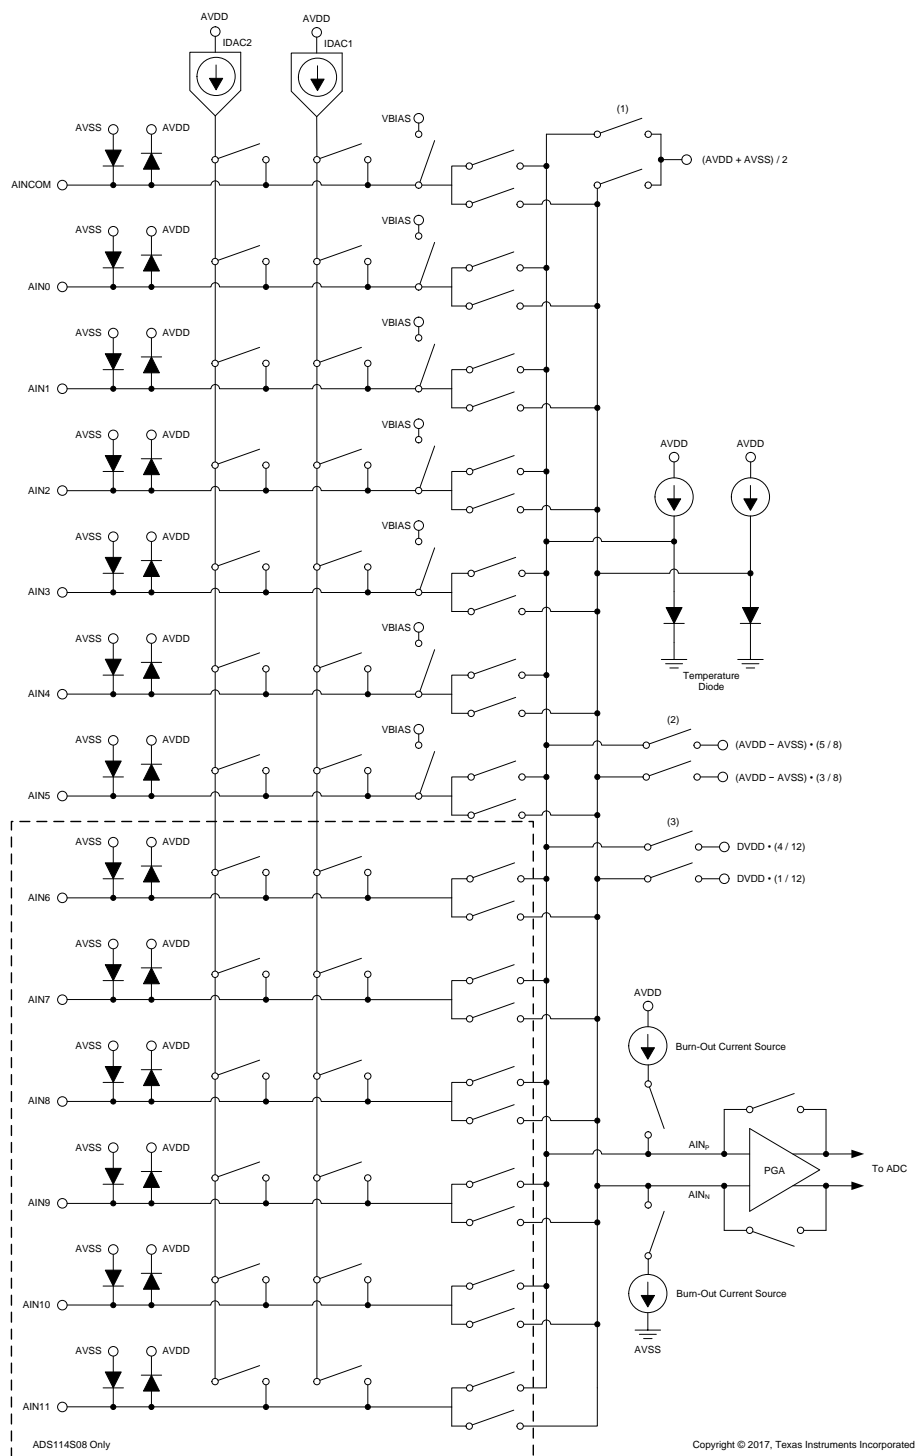 AVDD
AVDD
IDAC2
IDAC1
(1)
AVSS
AVDD
VBIAS
(AVDD + AVSS) / 2
AINCOM
AVSS
AVDD
VBIAS
AIN0
AVSS
AVDD
VBIAS
AIN1
AVSS
AVDD
VBIAS
AVDD
AVDD
AIN2
AVSS
AVDD
VBIAS
AIN3
AVSS
AVDD
VBIAS
Temperature
Diode
AIN4
(2)
AVSS
AVDD
VBIAS
(AVDD − AVSS) • (5 / 8)
(AVDD − AVSS) • (3 / 8)
AIN5
(3)
AVSS
AVDD
DVDD • (4 / 12)
DVDD • (1 / 12)
AIN6
AVSS
AVDD
AIN7
AVDD
AVSS
AVDD
Burn-Out Current Source
AIN8
AVSS
AVDD
AINP
PGA
To ADC
AINN
AIN9
AVSS
AVDD
Burn-Out Current Source
AIN10
AVSS
AVSS
AVDD
AIN11
ADS114S08 Only
Copyright © 2017, Texas Instruments Incorporated